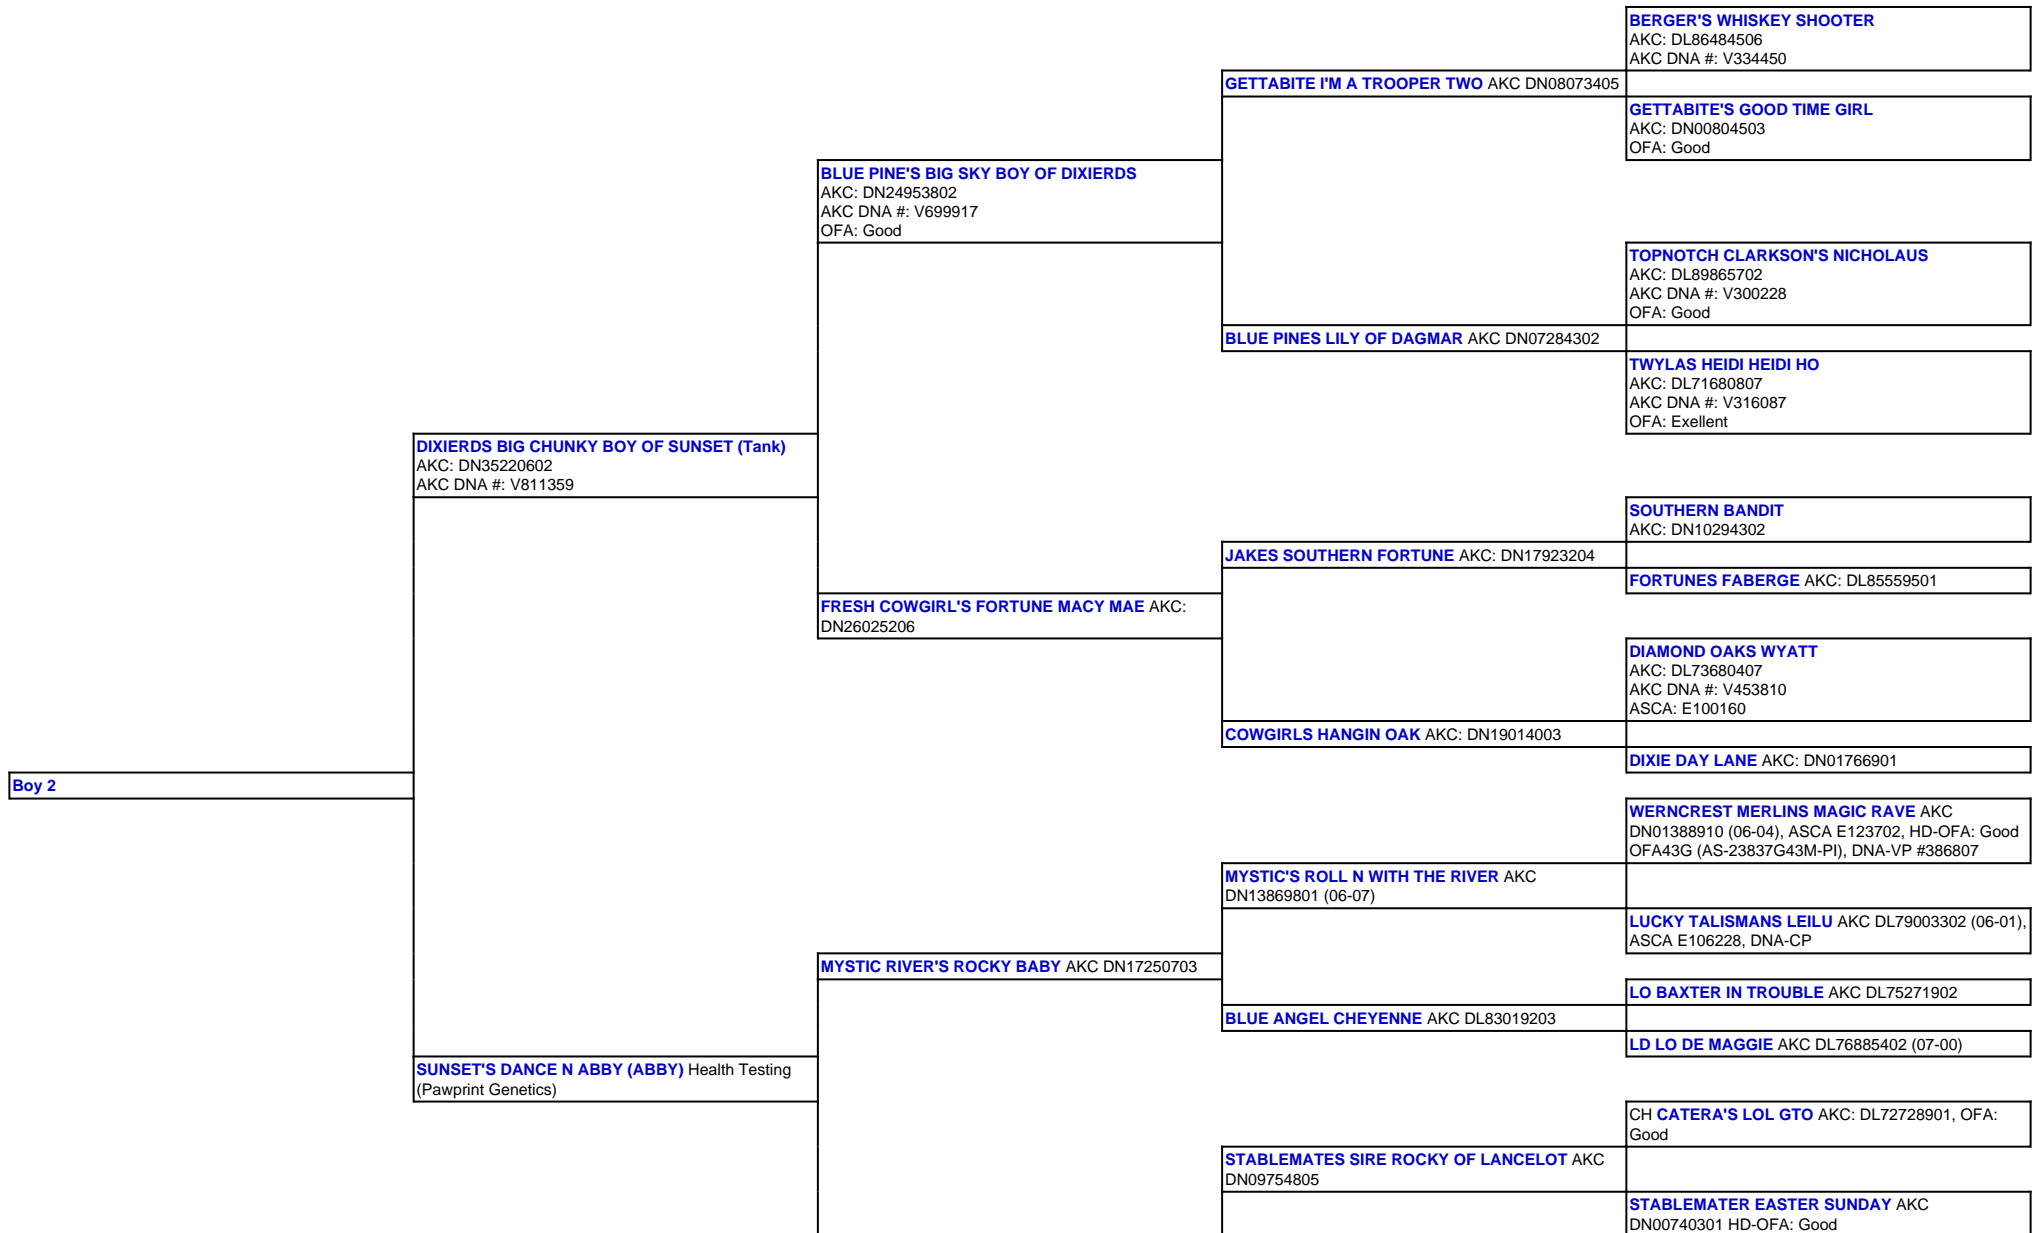 BERGER'S WHISKEY SHOOTER
AKC: DL86484506
AKC DNA #: V334450
GETTABITE I'M A TROOPER TWO AKC DN08073405
GETTABITE'S GOOD TIME GIRL
AKC: DN00804503
OFA: Good
BLUE PINE'S BIG SKY BOY OF DIXIERDS
AKC: DN24953802
AKC DNA #: V699917
OFA: Good
TOPNOTCH CLARKSON'S NICHOLAUS
AKC: DL89865702
AKC DNA #: V300228
OFA: Good
BLUE PINES LILY OF DAGMAR AKC DN07284302
TWYLAS HEIDI HEIDI HO
AKC: DL71680807
AKC DNA #: V316087
OFA: Exellent
DIXIERDS BIG CHUNKY BOY OF SUNSET (Tank)
AKC: DN35220602
AKC DNA #: V811359
SOUTHERN BANDIT
AKC: DN10294302
JAKES SOUTHERN FORTUNE AKC: DN17923204
FORTUNES FABERGE AKC: DL85559501
FRESH COWGIRL'S FORTUNE MACY MAE AKC:
DN26025206
DIAMOND OAKS WYATT
AKC: DL73680407
AKC DNA #: V453810
ASCA: E100160
COWGIRLS HANGIN OAK AKC: DN19014003
DIXIE DAY LANE AKC: DN01766901
Boy 2
WERNCREST MERLINS MAGIC RAVE AKC
DN01388910 (06-04), ASCA E123702, HD-OFA: Good
OFA43G (AS-23837G43M-PI), DNA-VP #386807
MYSTIC'S ROLL N WITH THE RIVER AKC
DN13869801 (06-07)
LUCKY TALISMANS LEILU AKC DL79003302 (06-01),
ASCA E106228, DNA-CP
MYSTIC RIVER'S ROCKY BABY AKC DN17250703
LO BAXTER IN TROUBLE AKC DL75271902
BLUE ANGEL CHEYENNE AKC DL83019203
LD LO DE MAGGIE AKC DL76885402 (07-00)
SUNSET'S DANCE N ABBY (ABBY) Health Testing
(Pawprint Genetics)
CH CATERA'S LOL GTO AKC: DL72728901, OFA:
Good
STABLEMATES SIRE ROCKY OF LANCELOT AKC
DN09754805
STABLEMATER EASTER SUNDAY AKC
DN00740301 HD-OFA: Good